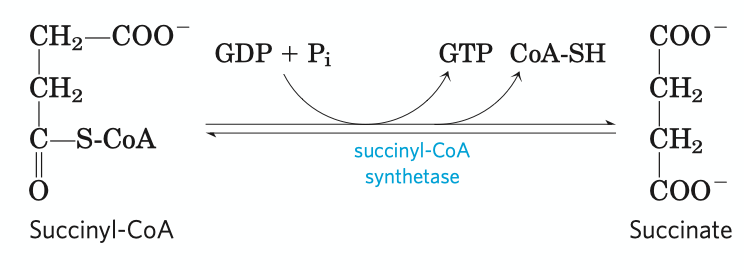 CH₂—COO⁻
CH₂
C—S-CoA
O
Succinyl-CoA
GDP + Pᵢ
GTP CoA-SH
succinyl-CoA
synthetase
COO⁻
CH₂
CH₂
COO⁻
Succinate